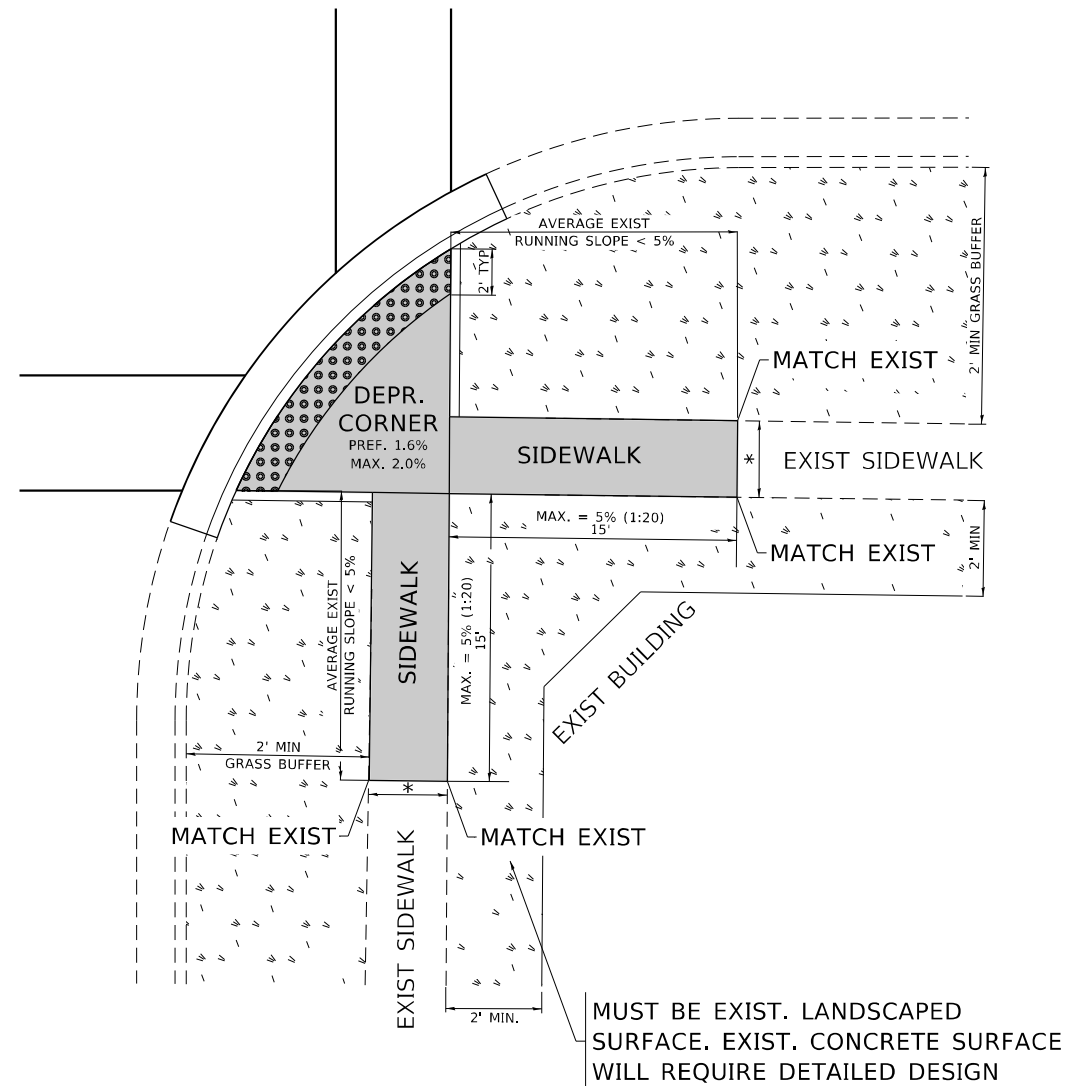 AVERAGE EXIST
RUNNING SLOPE < 5%
2' TYP
2' MIN GRASS BUFFER
MATCH EXIST
DEPR.
CORNER
PREF. 1.6%
MAX. 2.0%
SIDEWALK
*
EXIST SIDEWALK
MAX. = 5% (1:20)
15'
MATCH EXIST
2' MIN
AVERAGE EXIST
RUNNING SLOPE < 5%
SIDEWALK
MAX. = 5% (1:20)
15'
EXIST BUILDING
2' MIN
GRASS BUFFER
*
MATCH EXIST
MATCH EXIST
EXIST SIDEWALK
2' MIN.
MUST BE EXIST. LANDSCAPED
SURFACE. EXIST. CONCRETE SURFACE
WILL REQUIRE DETAILED DESIGN